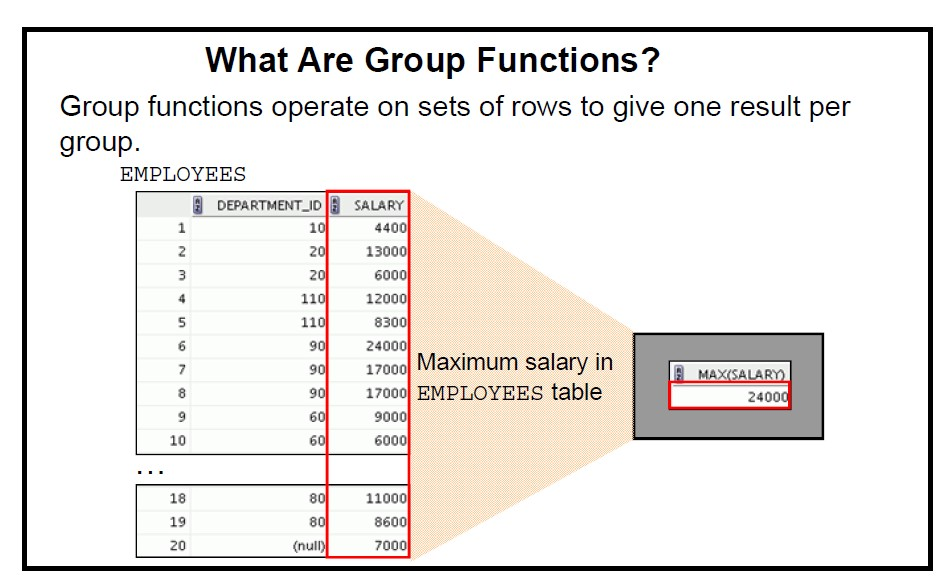 What Are Group Functions?
Group functions operate on sets of rows to give one result per
group.
EMPLOYEES
DEPARTMENT_ID SALARY
1 10 4400
2 20 13000
3 20 6000
4 110 12000
5 110 8300
6 90 24000
7 90 17000
8 90 17000
9 60 9000
10 60 6000
...
18 80 11000
19 80 8600
20 (null) 7000
Maximum salary in
EMPLOYEES table
MAX(SALARY)
24000